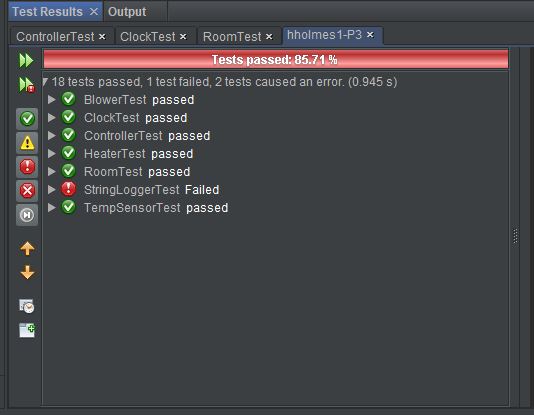 Test Results × Output
ControllerTest × ClockTest × RoomTest × hholmes1-P3 ×
Tests passed: 85.71 %
18 tests passed, 1 test failed, 2 tests caused an error. (0.945 s)
BlowerTest passed
ClockTest passed
ControllerTest passed
HeaterTest passed
RoomTest passed
StringLoggerTest Failed
TempSensorTest passed